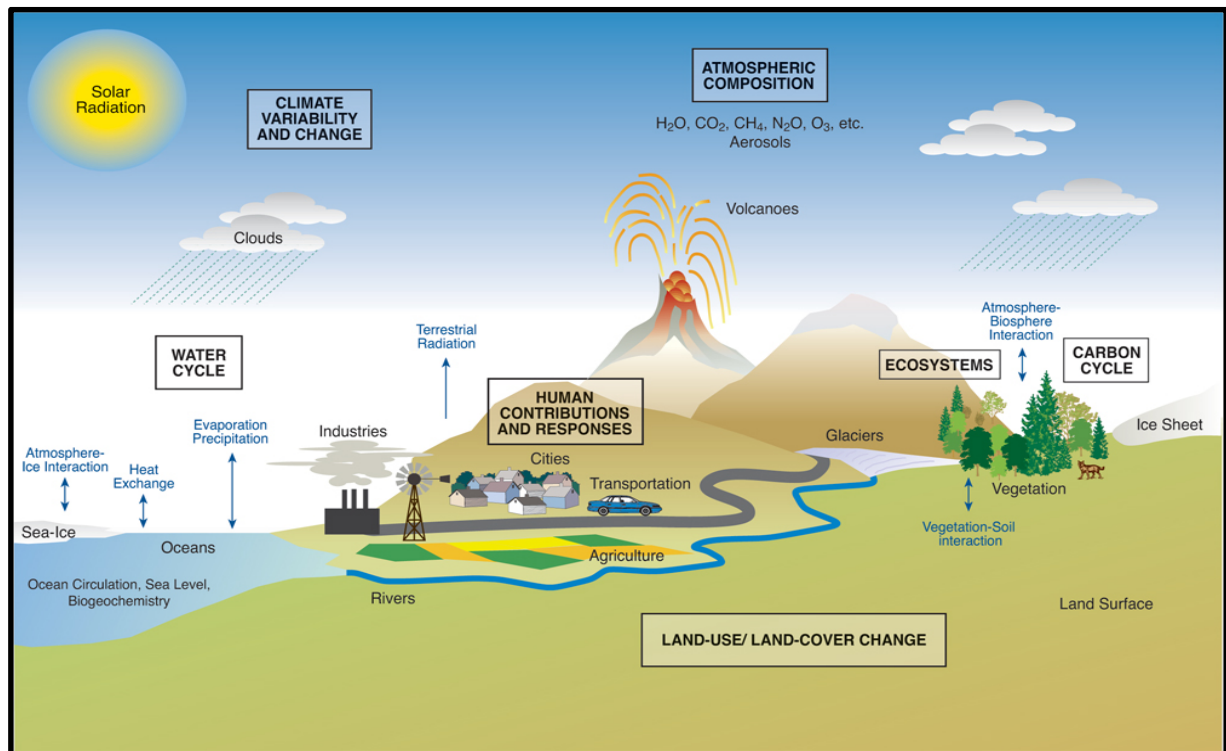 Solar
Radiation
CLIMATE
VARIABILITY
AND CHANGE
ATMOSPHERIC
COMPOSITION
H₂O, CO₂, CH₄, N₂O, O₃, etc.
Aerosols
Volcanoes
Clouds
Atmosphere-
Biosphere
Interaction
Terrestrial
Radiation
WATER
CYCLE
ECOSYSTEMS
CARBON
CYCLE
HUMAN
CONTRIBUTIONS
AND RESPONSES
Evaporation
Precipitation
Industries
Glaciers
Ice Sheet
Atmosphere-
Ice Interaction
Heat
Exchange
Cities
Transportation
Vegetation
Sea-Ice
Oceans
Agriculture
Vegetation-Soil
interaction
Ocean Circulation, Sea Level,
Biogeochemistry
Rivers
Land Surface
LAND-USE/ LAND-COVER CHANGE